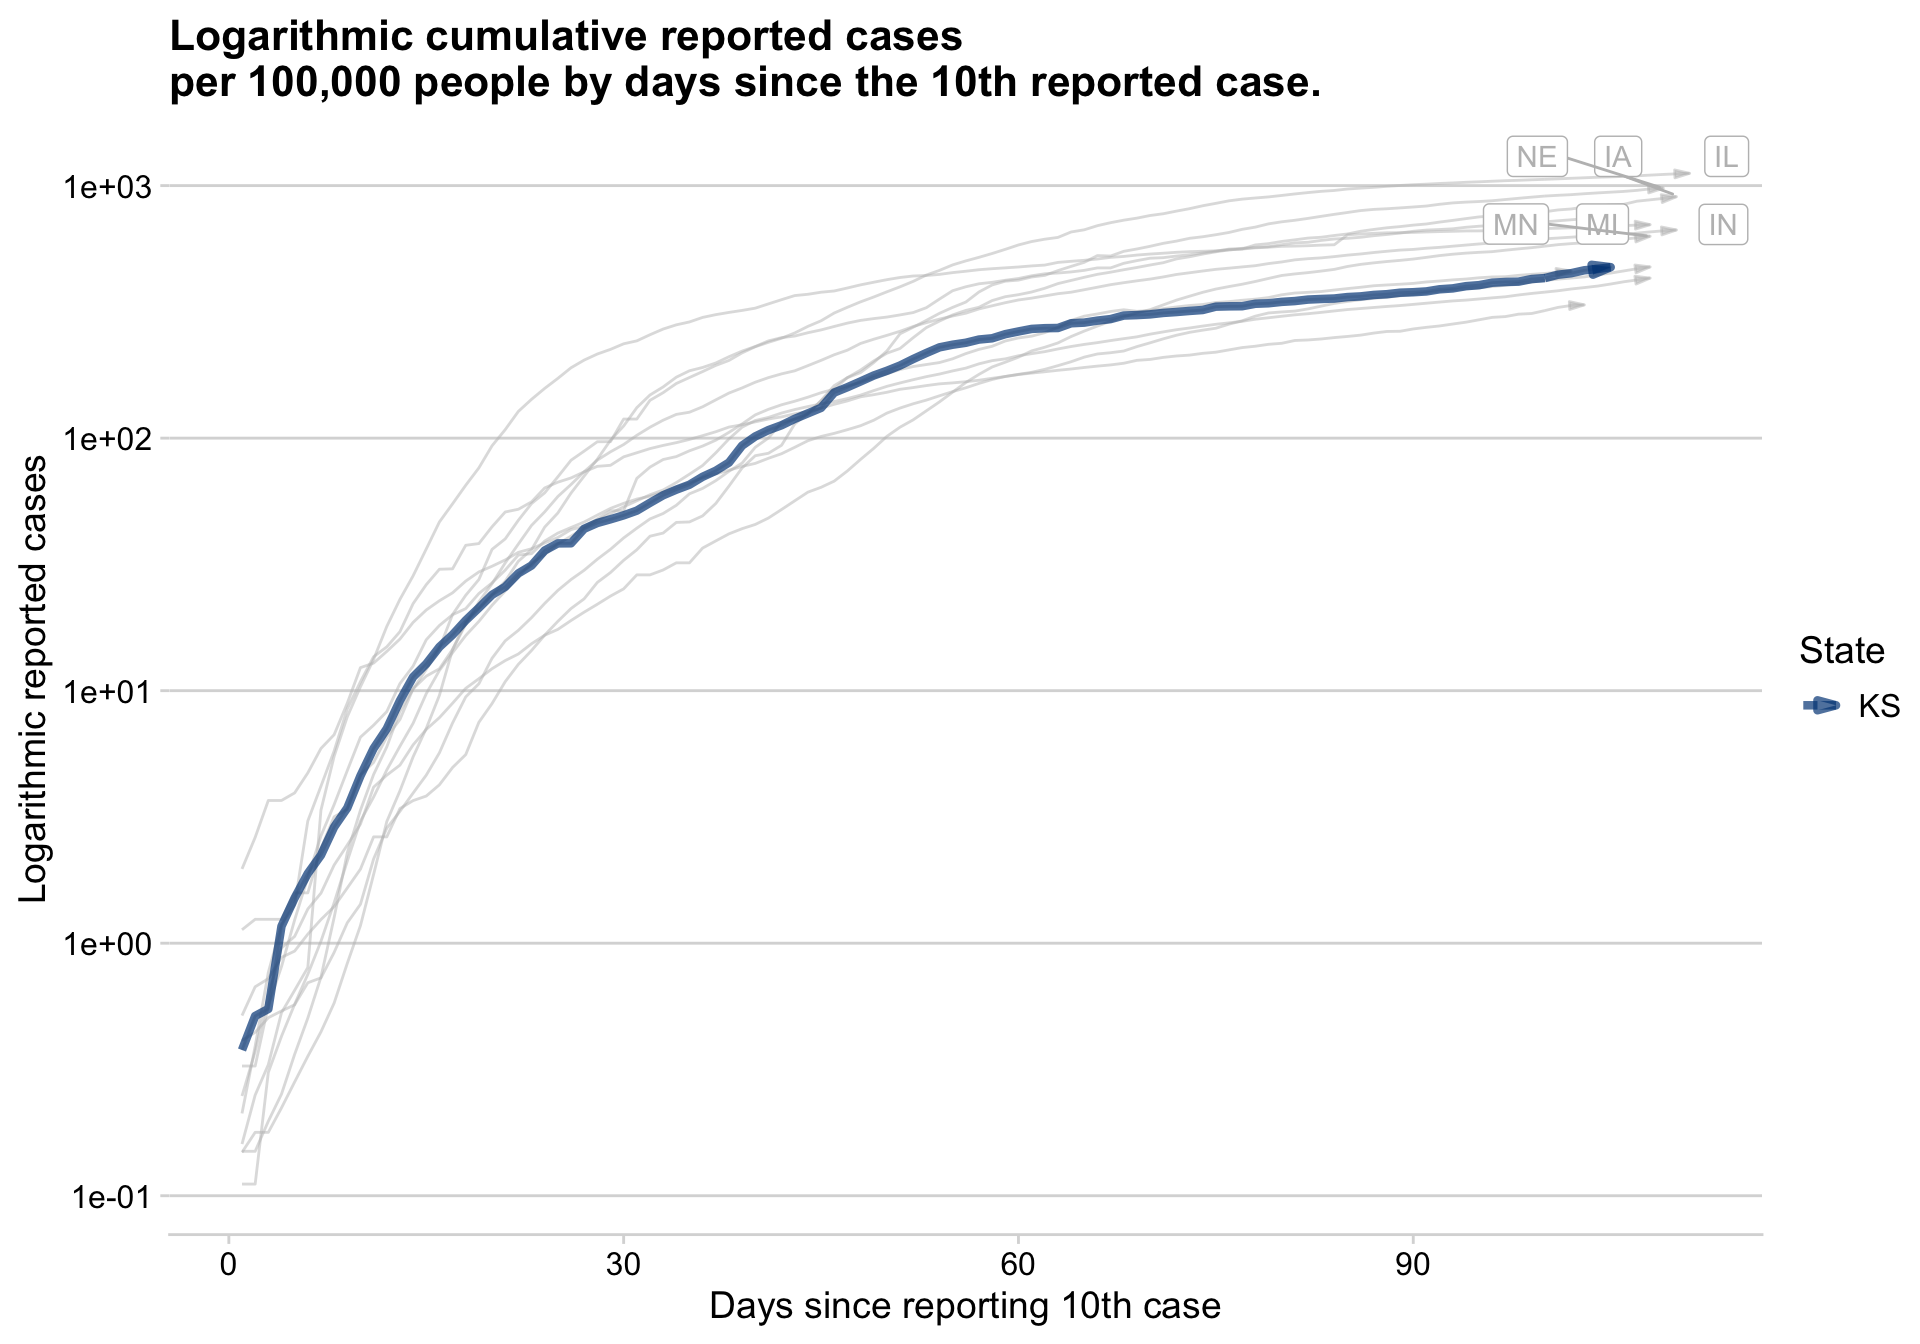 Logarithmic cumulative reported cases
per 100,000 people by days since the 10th reported case.
NE IA IL
MN MI IN
1e+03
1e+02
1e+01
1e+00
1e-01
Logarithmic reported cases
0 30 60 90
Days since reporting 10th case
State
KS